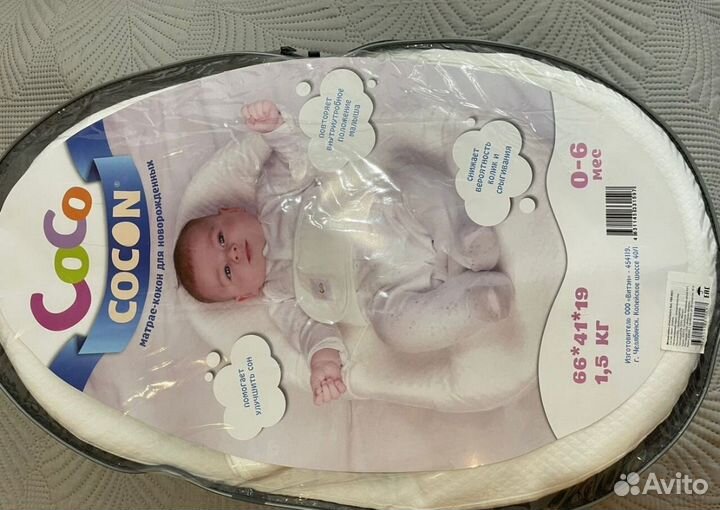 CoCo
COCON®
матрас-кокон для новорожденных
повторяет
внутриутробное
положение
малыша
снижает
вероятность
колик и
срыгивания
помогает
улучшить сон
0-6
мес
66*41*19
1,5 КГ
Изготовитель ООО «Витэн» - 454119,
г. Челябинск, Копейское шоссе 40/1
EAC
Avito